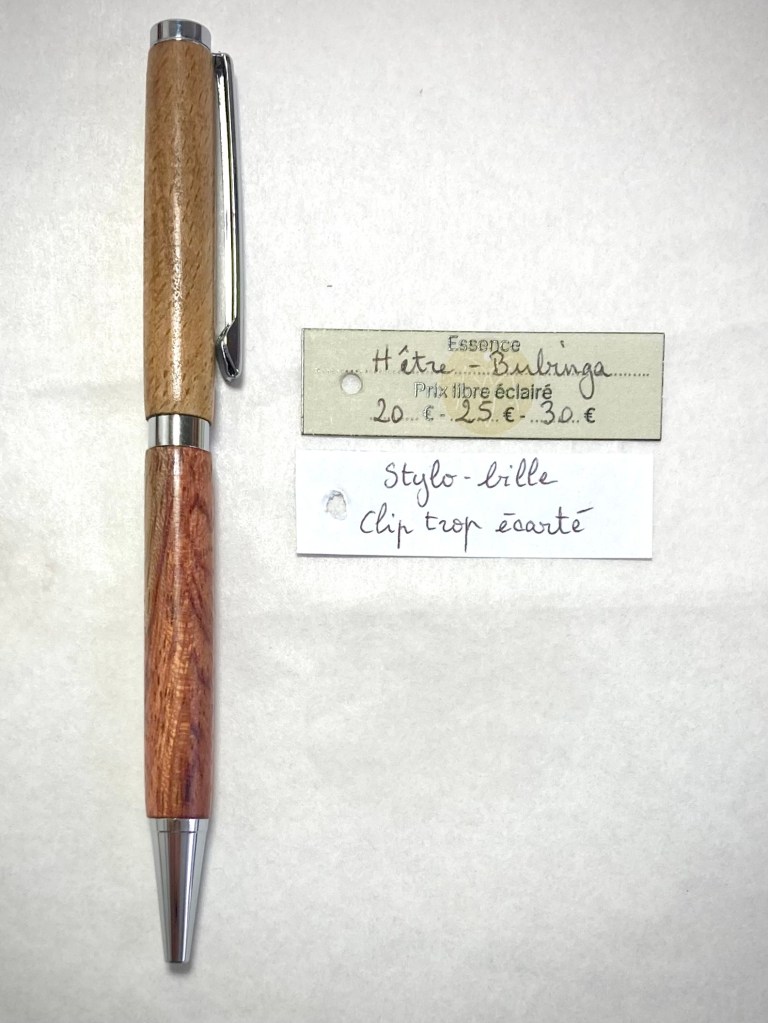 Essence
Hêtre - Bubinga
Prix libre éclairé
20 € - 25 € - 30 €
Stylo-bille
Clip trop écarté